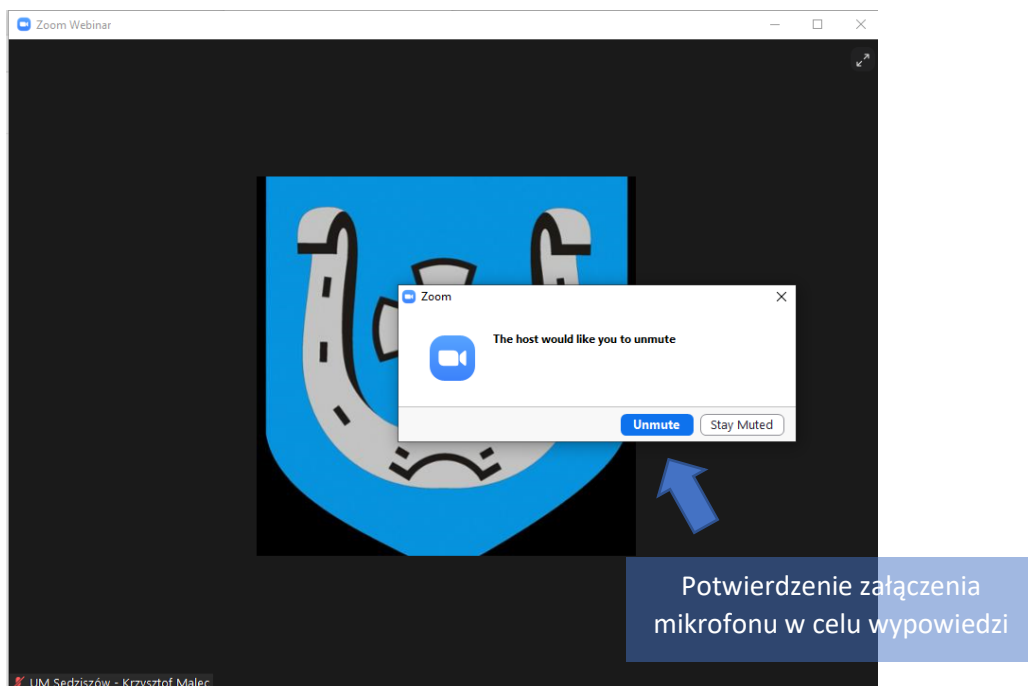 Zoom Webinar
Zoom
The host would like you to unmute
Unmute
Stay Muted
Potwierdzenie załączenia
mikrofonu w celu wypowiedzi
UM Sedziszów - Krzysztof Malec